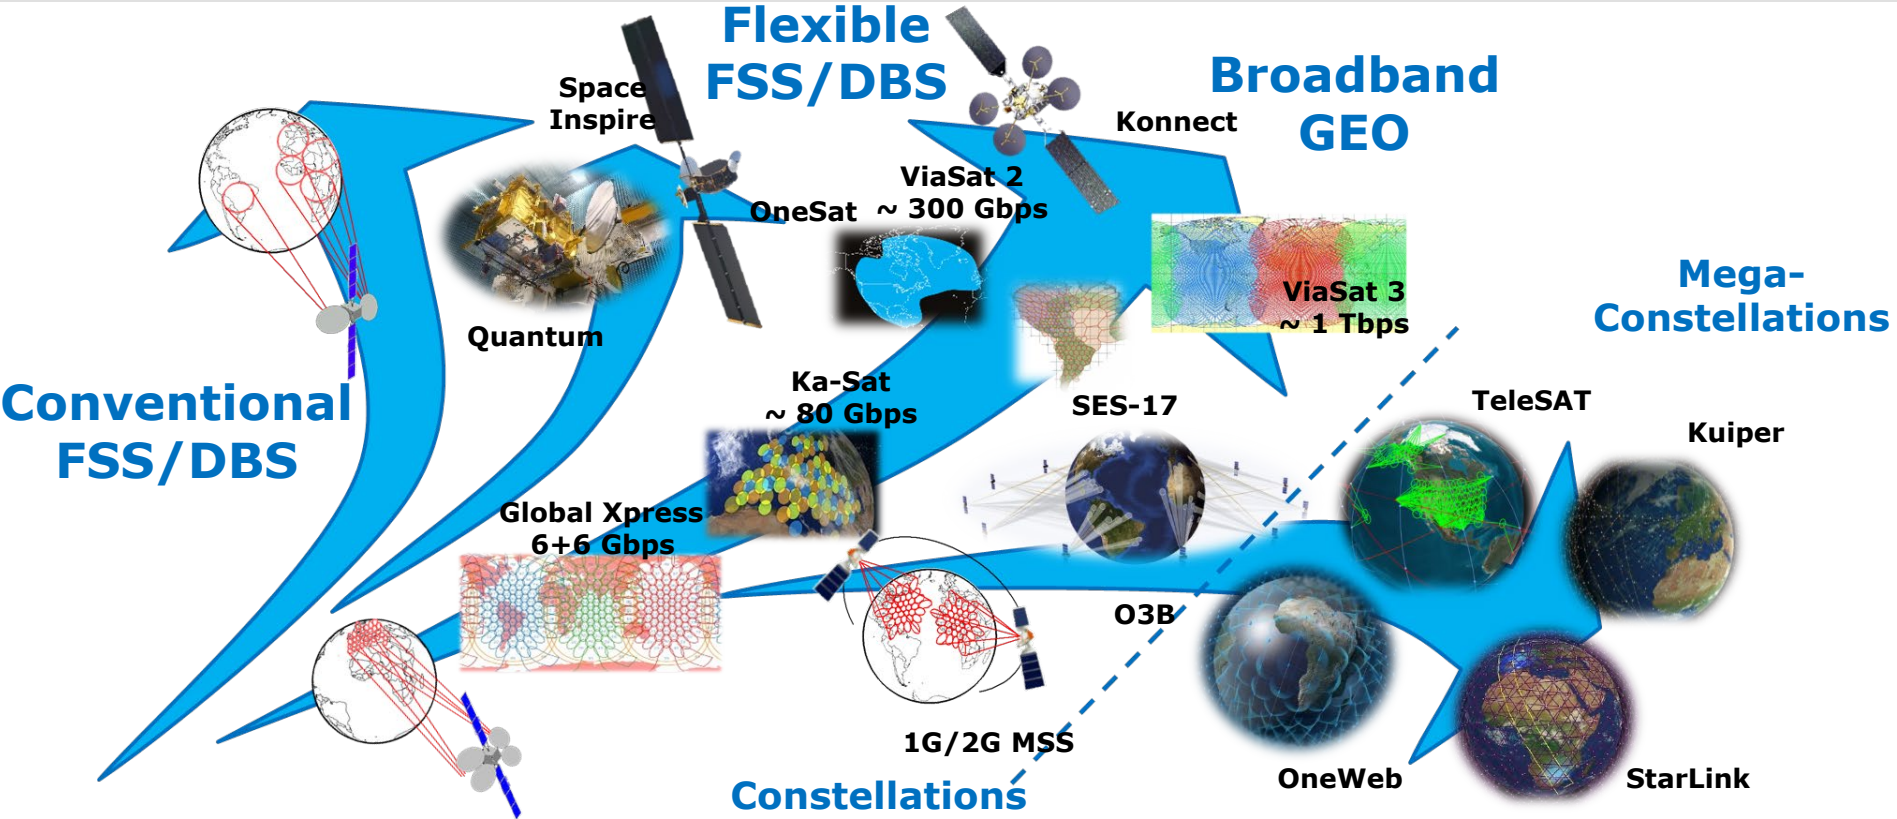 Flexible
FSS/DBS
Broadband
GEO
Space
Inspire
Konnect
ViaSat 2
~ 300 Gbps
OneSat
Mega-
Constellations
ViaSat 3
~ 1 Tbps
Quantum
Conventional
FSS/DBS
Ka-Sat
~ 80 Gbps
SES-17
TeleSAT
Kuiper
Global Xpress
6+6 Gbps
O3B
1G/2G MSS
Constellations
OneWeb
StarLink